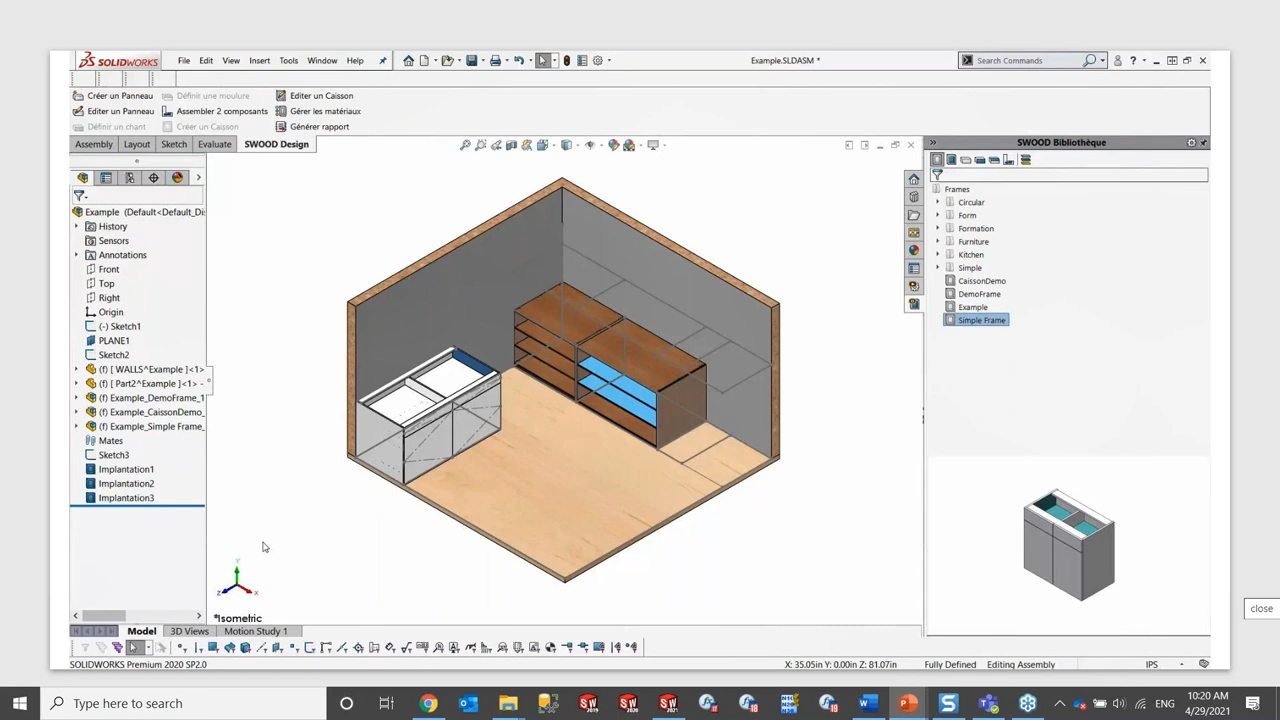 SOLIDWORKS
File Edit View Insert Tools Window Help
Example.SLDASM *
Search Commands
Créer un Panneau Définir une moulure Editer un Caisson
Editer un Panneau Assembler 2 composants Gérer les matériaux
Définir un chant Créer un Caisson Générer rapport
Assembly Layout Sketch Evaluate SWOOD Design
SWOOD Bibliothèque
Example (Default<Default_Dis
History
Sensors
Annotations
Front
Top
Right
Origin
(-) Sketch1
PLANE1
Sketch2
(f) [ WALLS^Example ]<1>
(f) [ Part2^Example ]<1> -
(f) Example_DemoFrame_1
(f) Example_CaissonDemo_
(f) Example_Simple Frame_
Mates
Sketch3
Implantation1
Implantation2
Implantation3
Frames
Circular
Form
Formation
Furniture
Kitchen
Simple
CaissonDemo
DemoFrame
Example
Simple Frame
Y
Z X
*Isometric
close
Model 3D Views Motion Study 1
SOLIDWORKS Premium 2020 SP2.0
X: 35.05in Y: 0.00in Z: 81.07in Fully Defined Editing Assembly IPS
Type here to search
2019 2020 2021
10:20 AM
4/29/2021